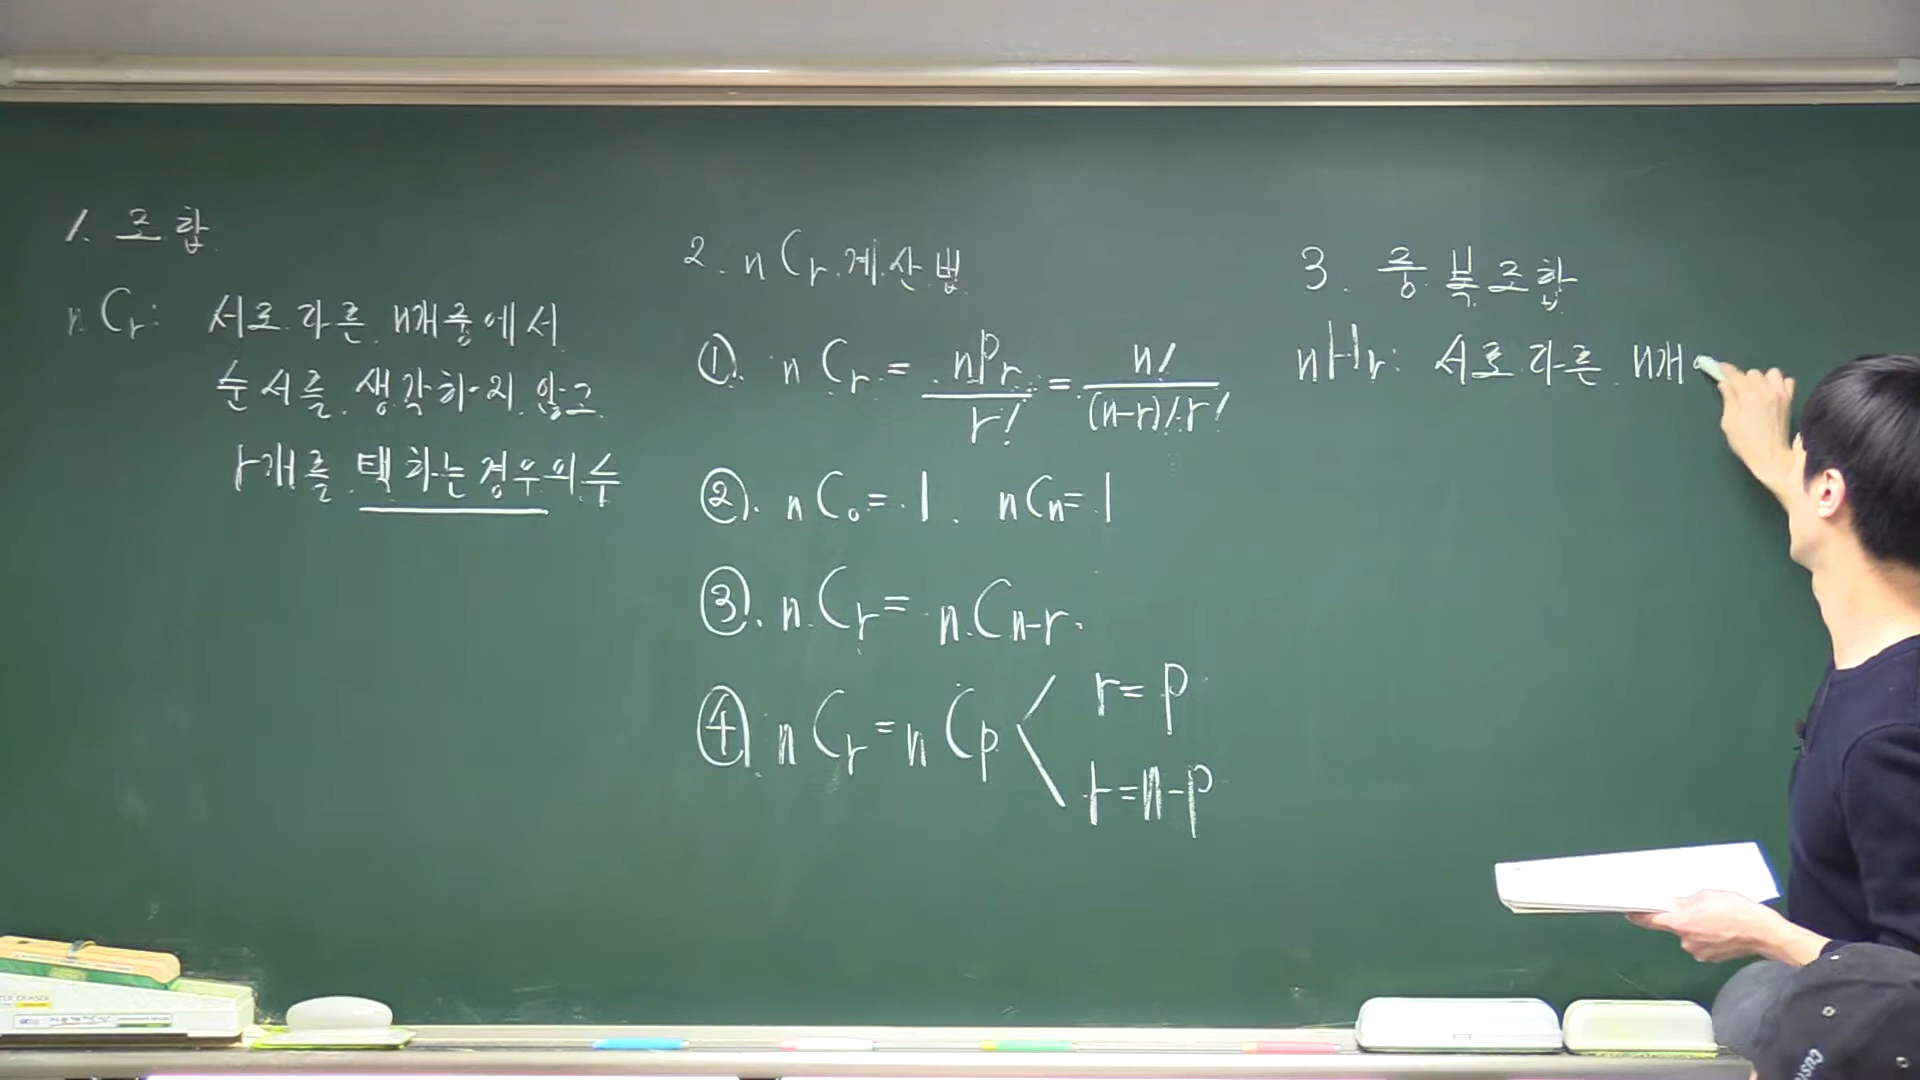 1. 조합
nCr: 서로 다른 n개 중에서
순서를 생각하지 않고
r개를 택하는 경우의 수
2. nCr 계산법
①. nCr = nPr/r! = n!/(n-r)!.r!
②. nC0 = 1. nCn = 1
③. nCr = nCn-r.
④. nCr = nCp < r = p
r = n-p
3. 중복조합
nHr: 서로 다른 n개